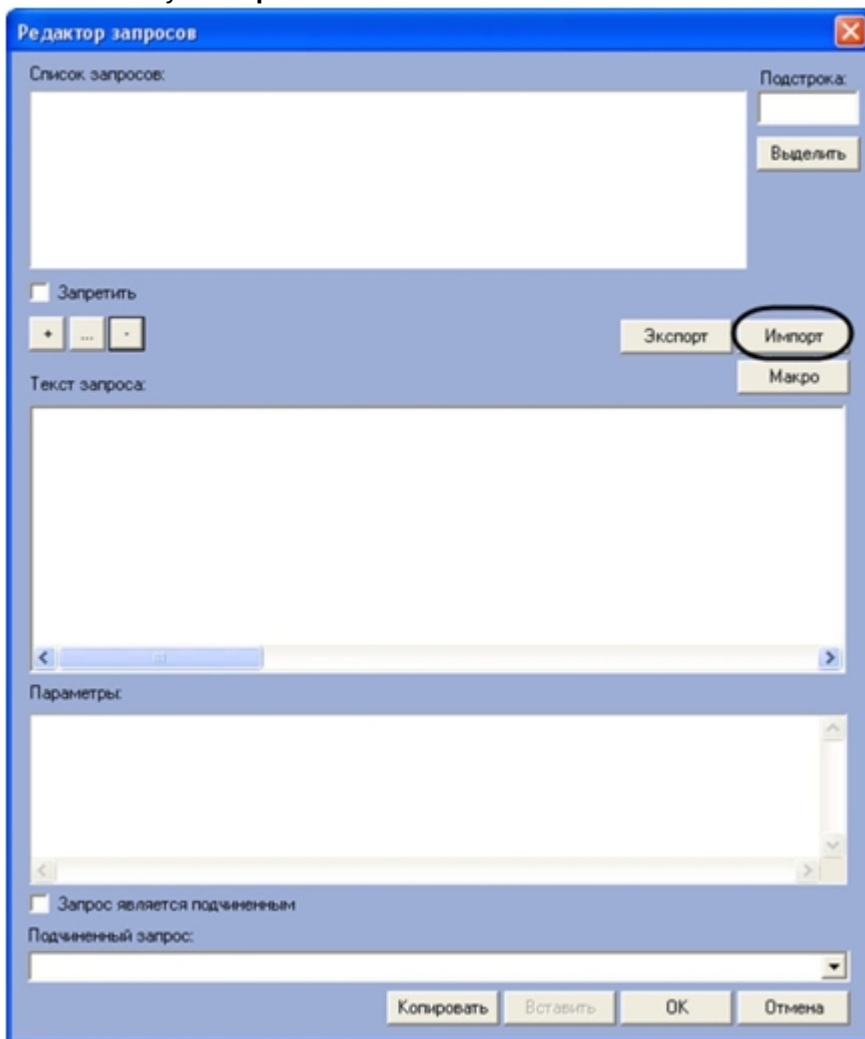 Редактор запросов
Список запросов:
Подстрока:
Выделить
Запретить
+ ... -
Экспорт Импорт
Макро
Текст запроса:
Параметры:
Запрос является подчиненным
Подчиненный запрос:
Копировать Вставить OK Отмена